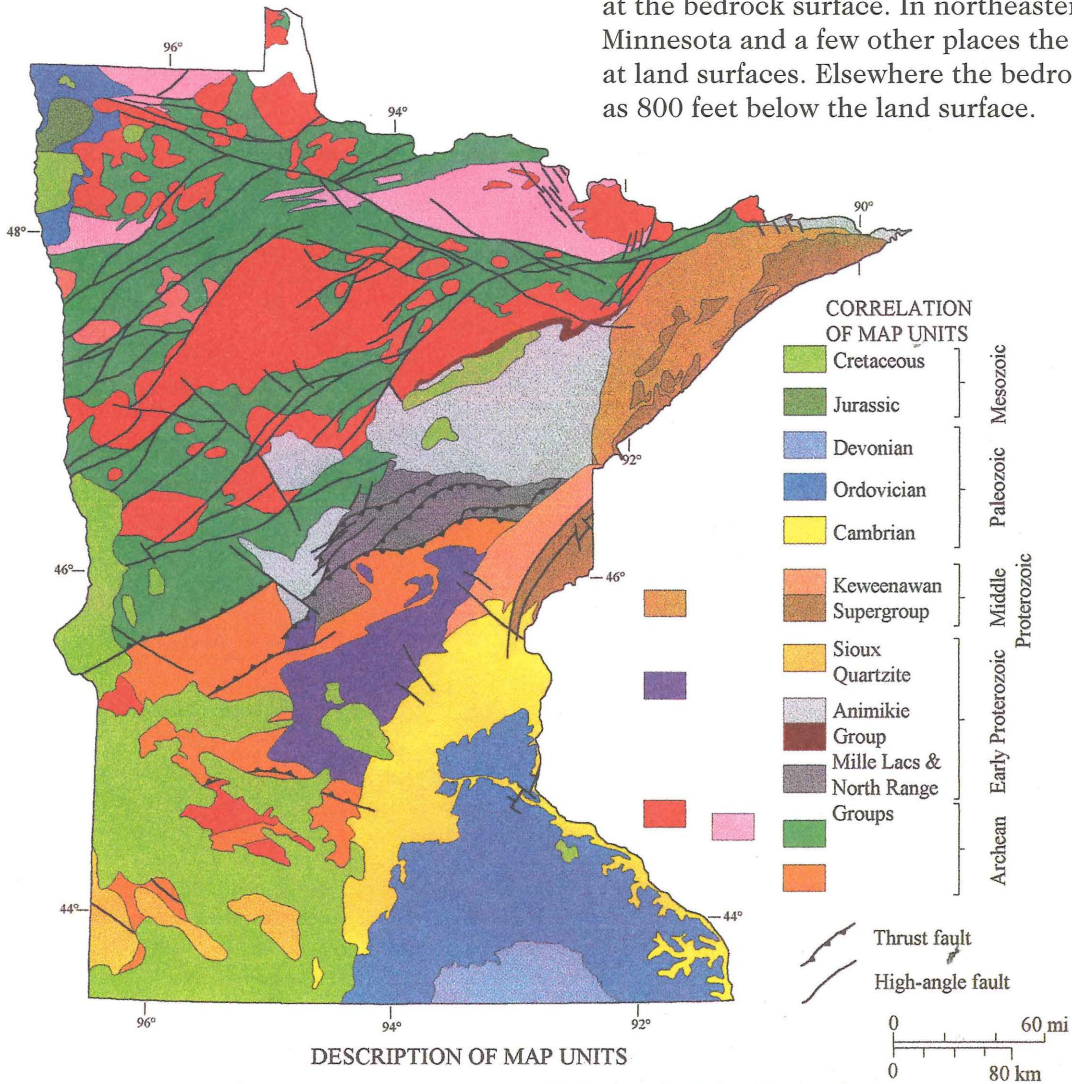 at the bedrock surface. In northeastern
Minnesota and a few other places the
at land surfaces. Elsewhere the bedro
as 800 feet below the land surface.
96°
94°
48°
90°
92°
46°
46°
44°
44°
96°
94°
92°
CORRELATION
OF MAP UNITS
Cretaceous
Jurassic
Mesozoic
Devonian
Ordovician
Cambrian
Paleozoic
Keweenawan
Supergroup
Middle
Proterozoic
Sioux
Quartzite
Animikie
Group
Mille Lacs &
North Range
Groups
Early Proterozoic
Archean
Thrust fault
High-angle fault
0 60 mi
0 80 km
DESCRIPTION OF MAP UNITS